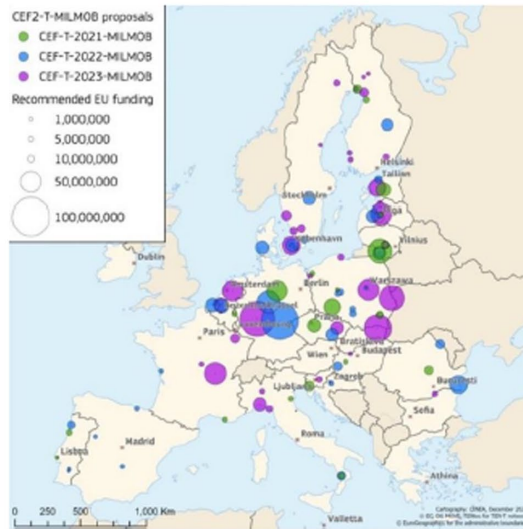 CEF2-T-MILMOB proposals
CEF-T-2021-MILMOB
CEF-T-2022-MILMOB
CEF-T-2023-MILMOB
Recommended EU funding
1,000,000
5,000,000
10,000,000
50,000,000
100,000,000
Helsinki
Tallinn
Stockholm
Riga
København
Vilnius
Dublin
Amsterdam
Berlin
Warszawa
Praha
Paris
Bratislava
Wien
Budapest
Ljubljana
Zagreb
Bucuresti
Sofia
Roma
Madrid
Lisboa
Athina
Valletta
0 250 500 1,000 Km